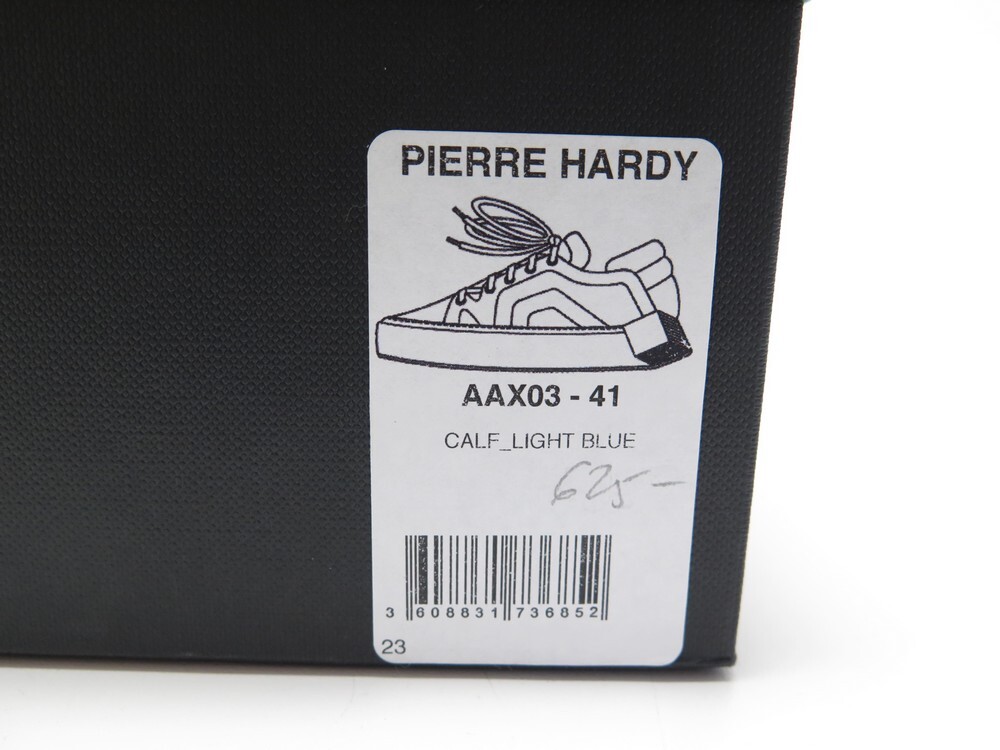 PIERRE HARDY
AAX03 - 41
CALF_LIGHT BLUE
625 —
3 608831 736852
23